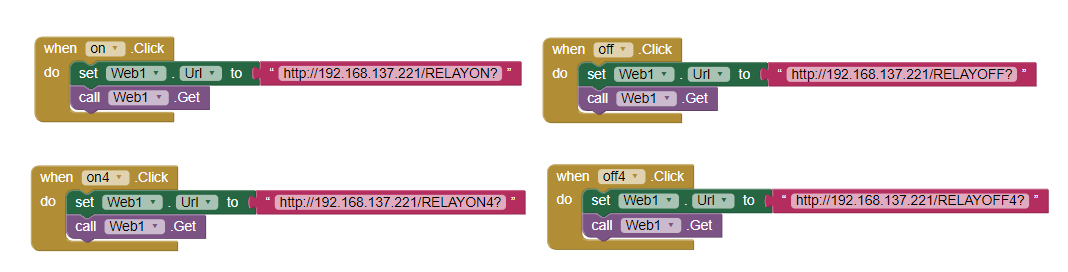 when on .Click
do set Web1 . Url to “ http://192.168.137.221/RELAYON? ”
call Web1 .Get
when off .Click
do set Web1 . Url to “ http://192.168.137.221/RELAYOFF? ”
call Web1 .Get
when on4 .Click
do set Web1 . Url to “ http://192.168.137.221/RELAYON4? ”
call Web1 .Get
when off4 .Click
do set Web1 . Url to “ http://192.168.137.221/RELAYOFF4? ”
call Web1 .Get